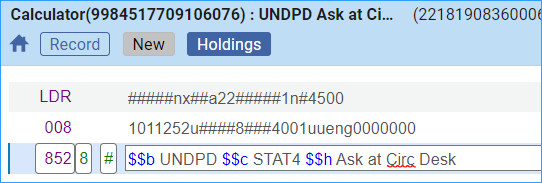 Calculator(9984517709106076) : UNDPD Ask at Cir... (22181908360006
Record New Holdings
LDR #####nx##a22#####1n#4500
008 1011252u####8###4001uueng0000000
852 8 # $$b UNDPD $$c STAT4 $$h Ask at Circ Desk